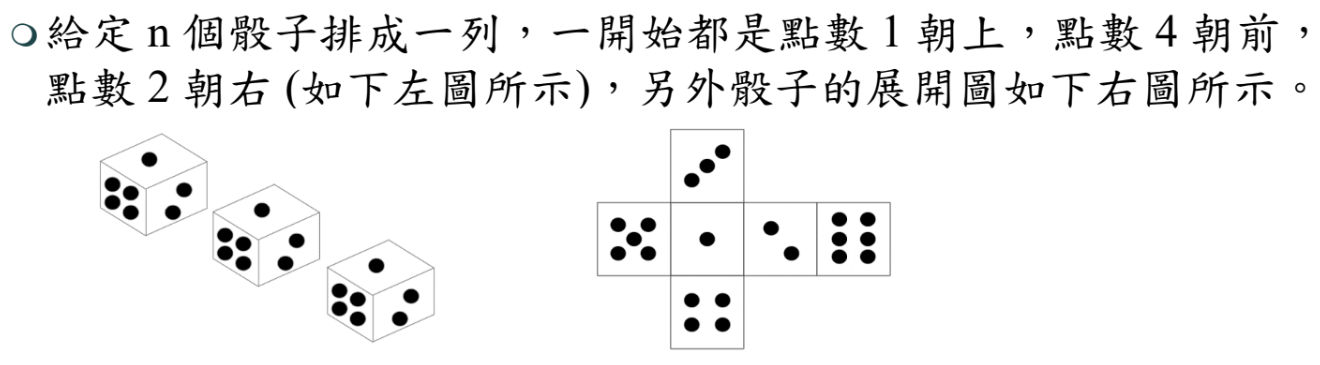 給定 n 個骰子排成一列，一開始都是點數 1 朝上，點數 4 朝前，
點數 2 朝右 (如下左圖所示)，另外骰子的展開圖如下右圖所示。